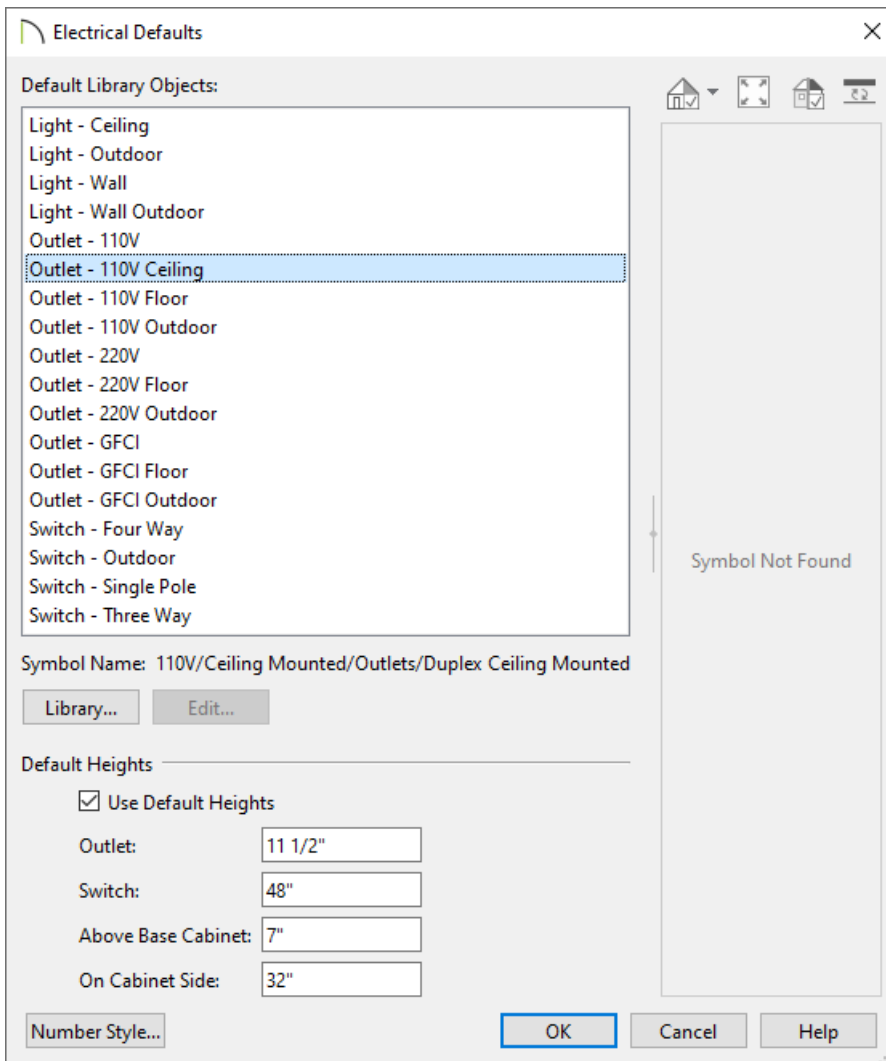 Electrical Defaults
Default Library Objects:
Light - Ceiling
Light - Outdoor
Light - Wall
Light - Wall Outdoor
Outlet - 110V
Outlet - 110V Ceiling
Outlet - 110V Floor
Outlet - 110V Outdoor
Outlet - 220V
Outlet - 220V Floor
Outlet - 220V Outdoor
Outlet - GFCI
Outlet - GFCI Floor
Outlet - GFCI Outdoor
Switch - Four Way
Switch - Outdoor
Switch - Single Pole
Switch - Three Way
Symbol Not Found
Symbol Name: 110V/Ceiling Mounted/Outlets/Duplex Ceiling Mounted
Library... Edit...
Default Heights
Use Default Heights
Outlet: 11 1/2"
Switch: 48"
Above Base Cabinet: 7"
On Cabinet Side: 32"
Number Style... OK Cancel Help